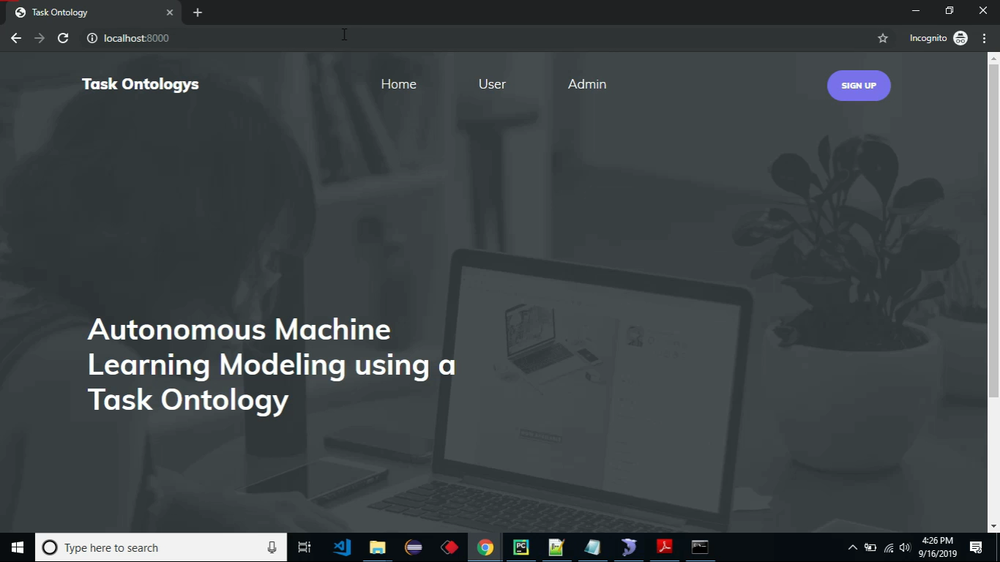 Task Ontology
localhost:8000
Incognito
Task Ontologys
Home
User
Admin
SIGN UP
Autonomous Machine
Learning Modeling using a
Task Ontology
Type here to search
PC
4:26 PM
9/16/2019